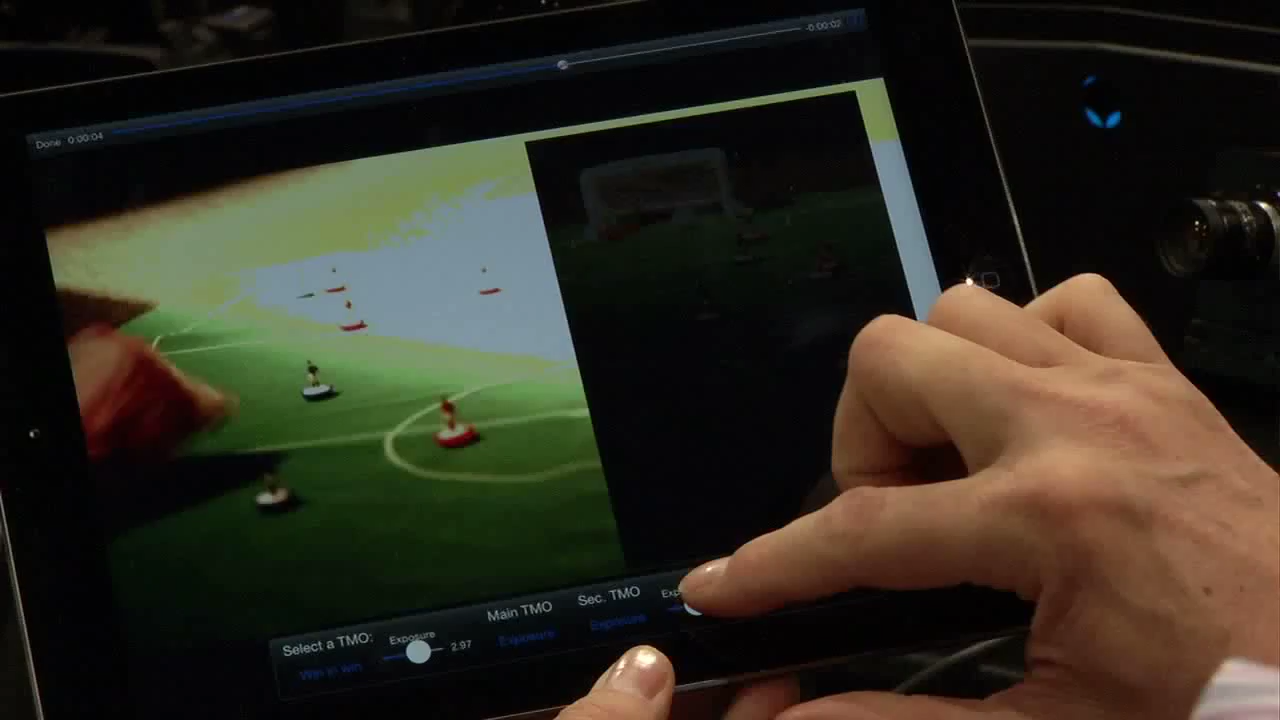 Done 0:00:04
-0:00:02
Select a TMO:
Win in win
Exposure
2.97
Main TMO
Exposure
Sec. TMO
Exposure